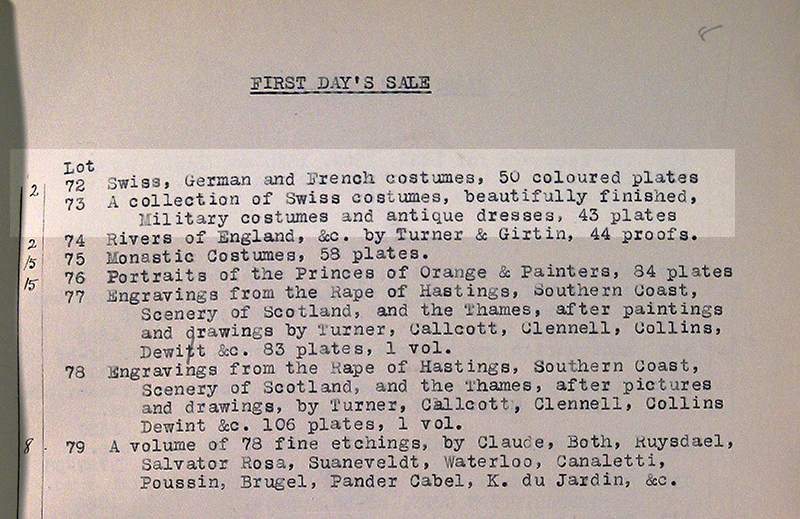 8
FIRST DAY'S SALE
Lot
2 72 Swiss, German and French costumes, 50 coloured plates
73 A collection of Swiss costumes, beautifully finished,
Military costumes and antique dresses, 43 plates
2 74 Rivers of England, &c. by Turner & Girtin, 44 proofs.
/5 75 Monastic Costumes, 58 plates.
/5 76 Portraits of the Princes of Orange & Painters, 84 plates
77 Engravings from the Rape of Hastings, Southern Coast,
Scenery of Scotland, and the Thames, after paintings
and drawings by Turner, Callcott, Clennell, Collins,
Dewitt &c. 83 plates, 1 vol.
78 Engravings from the Rape of Hastings, Southern Coast,
Scenery of Scotland, and the Thames, after pictures
and drawings, by Turner, Callcott, Clennell, Collins
Dewint &c. 106 plates, 1 vol.
8 - 79 A volume of 78 fine etchings, by Claude, Both, Ruysdael,
Salvator Rosa, Suaneveldt, Waterloo, Canaletti,
Poussin, Brugel, Pander Cabel, K. du Jardin, &c.